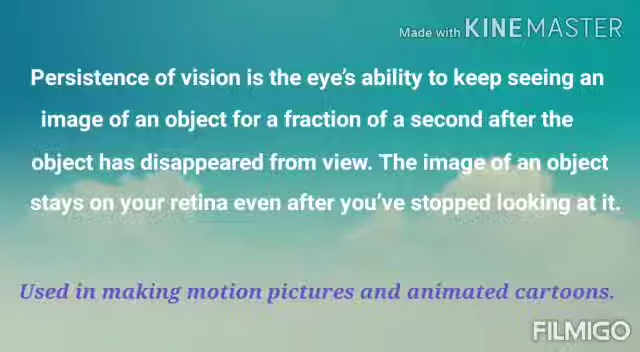 Made with KINEMASTER
Persistence of vision is the eye's ability to keep seeing an
image of an object for a fraction of a second after the
object has disappeared from view. The image of an object
stays on your retina even after you've stopped looking at it.
Used in making motion pictures and animated cartoons.
FILMIGO